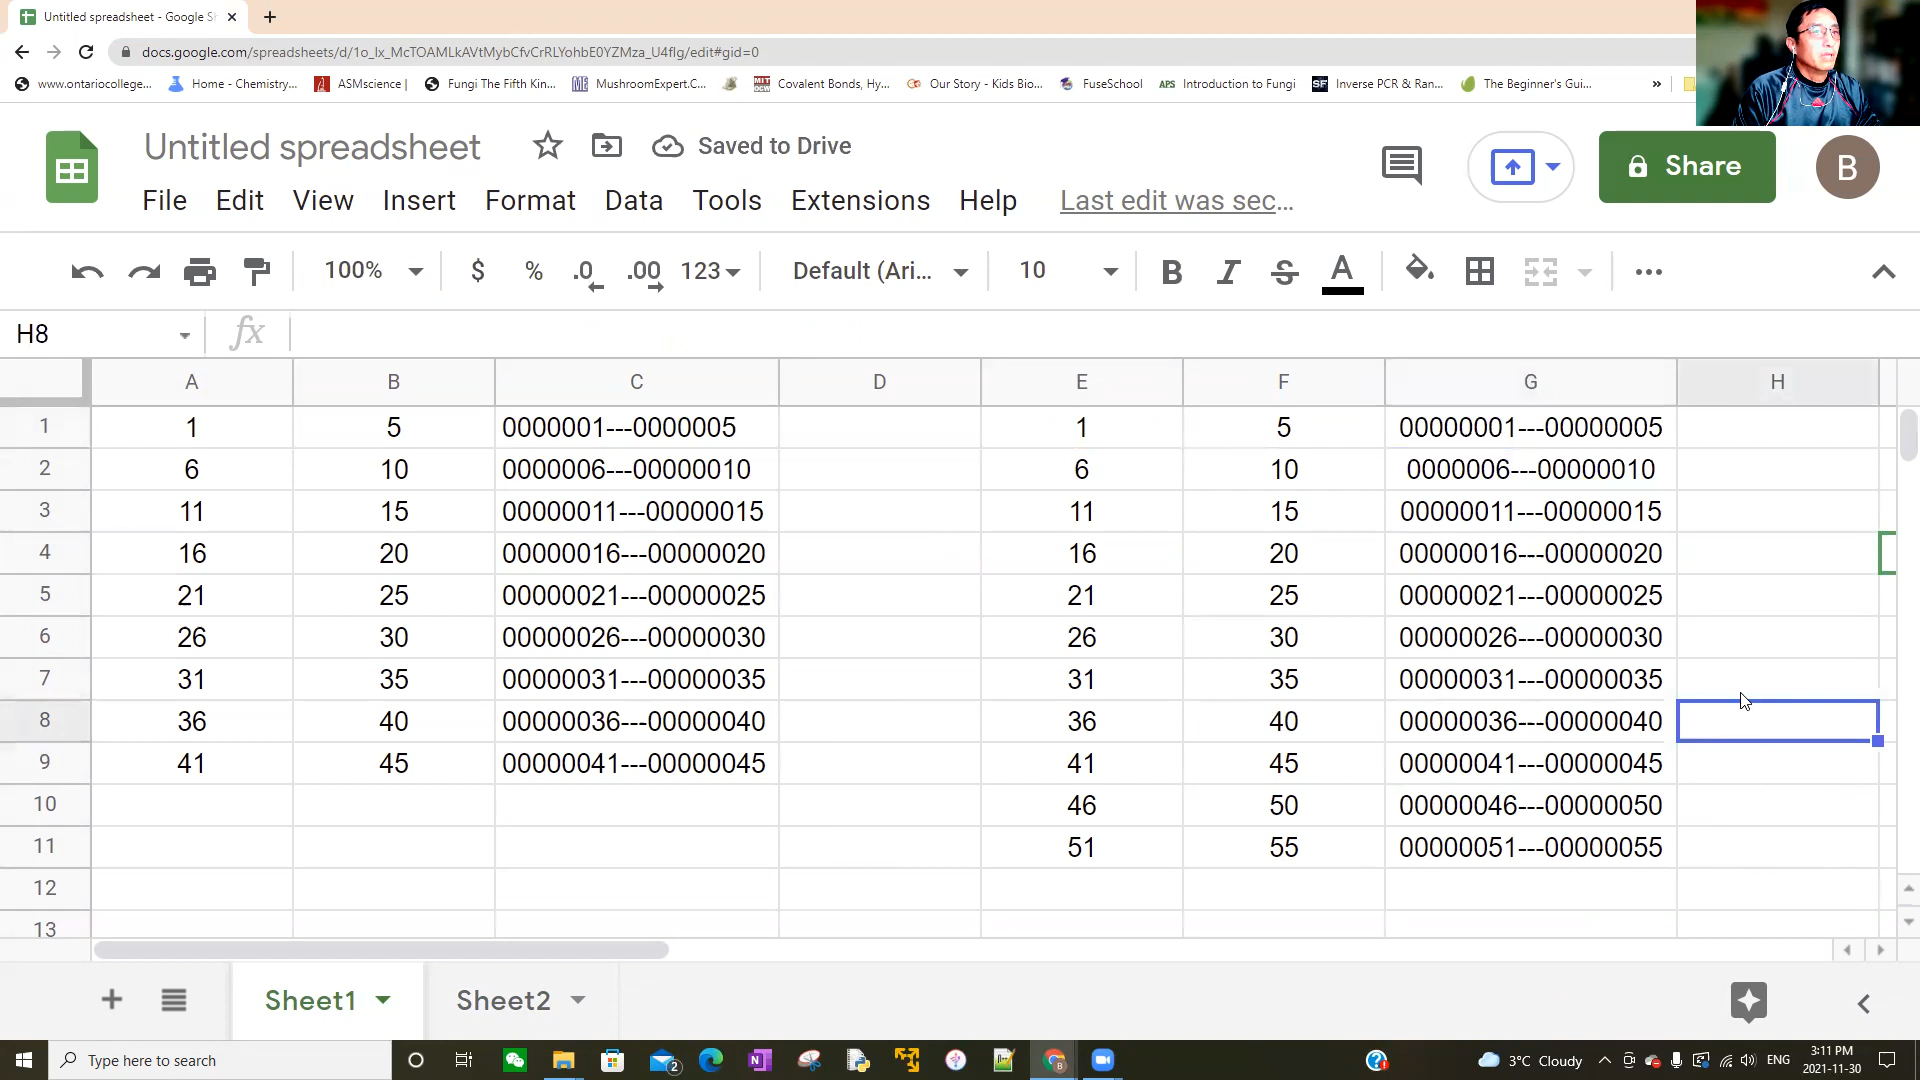 Untitled spreadsheet - Google Sh
docs.google.com/spreadsheets/d/1o_Ix_McTOAMLkAVtMybCfvCrRLYohbE0YZMza_U4flg/edit#gid=0
www.ontariocollege... Home - Chemistry... ASMscience | Fungi The Fifth Kin... MushroomExpert.C... Covalent Bonds, Hy... Our Story - Kids Bio... FuseSchool APS Introduction to Fungi SF Inverse PCR & Ran... The Beginner's Gui... »
Untitled spreadsheet Saved to Drive Share B
File Edit View Insert Format Data Tools Extensions Help Last edit was sec...
100% $ % .0 .00 123 Default (Ari... 10 B I S A
H8 fx
A B C D E F G H
1 1 5 0000001---0000005 1 5 00000001---00000005
2 6 10 0000006---00000010 6 10 0000006---00000010
3 11 15 00000011---00000015 11 15 00000011---00000015
4 16 20 00000016---00000020 16 20 00000016---00000020
5 21 25 00000021---00000025 21 25 00000021---00000025
6 26 30 00000026---00000030 26 30 00000026---00000030
7 31 35 00000031---00000035 31 35 00000031---00000035
8 36 40 00000036---00000040 36 40 00000036---00000040
9 41 45 00000041---00000045 41 45 00000041---00000045
10 46 50 00000046---00000050
11 51 55 00000051---00000055
12
13
Sheet1 Sheet2
Type here to search 2 3°C Cloudy ENG 3:11 PM
2021-11-30